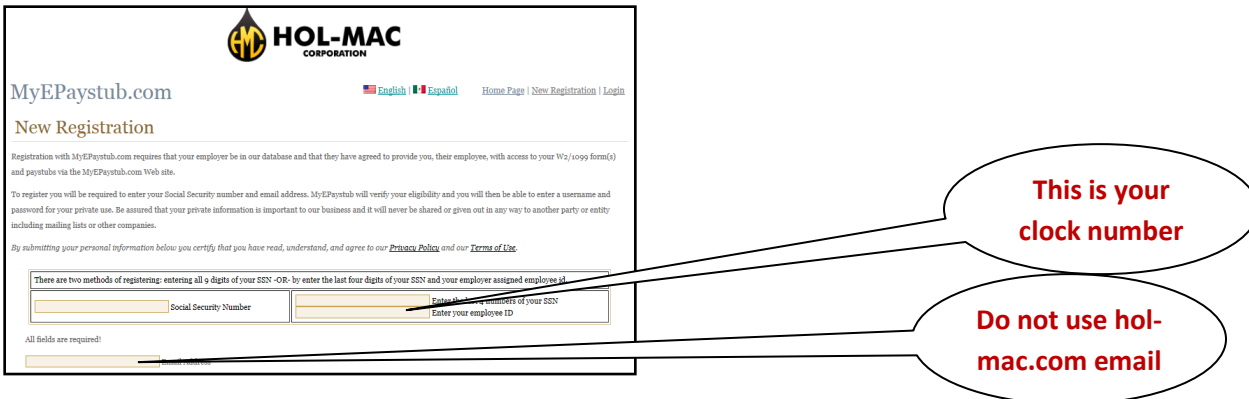 HMC HOL-MAC
CORPORATION
MyEPaystub.com
English | Español Home Page | New Registration | Login
New Registration
Registration with MyEPaystub.com requires that your employer be in our database and that they have agreed to provide you, their employee, with access to your W2/1099 form(s)
and paystubs via the MyEPaystub.com Web site.
To register you will be required to enter your Social Security number and email address. MyEPaystub will verify your eligibility and you will then be able to enter a username and
password for your private use. Be assured that your private information is important to our business and it will never be shared or given out in any way to another party or entity
including mailing lists or other companies.
By submitting your personal information below you certify that you have read, understand, and agree to our Privacy Policy and our Terms of Use.
There are two methods of registering: entering all 9 digits of your SSN -OR- by enter the last four digits of your SSN and your employer assigned employee id.
Social Security Number
Enter the last 4 numbers of your SSN
Enter your employee ID
All fields are required!
Email Address
This is your
clock number
Do not use hol-
mac.com email